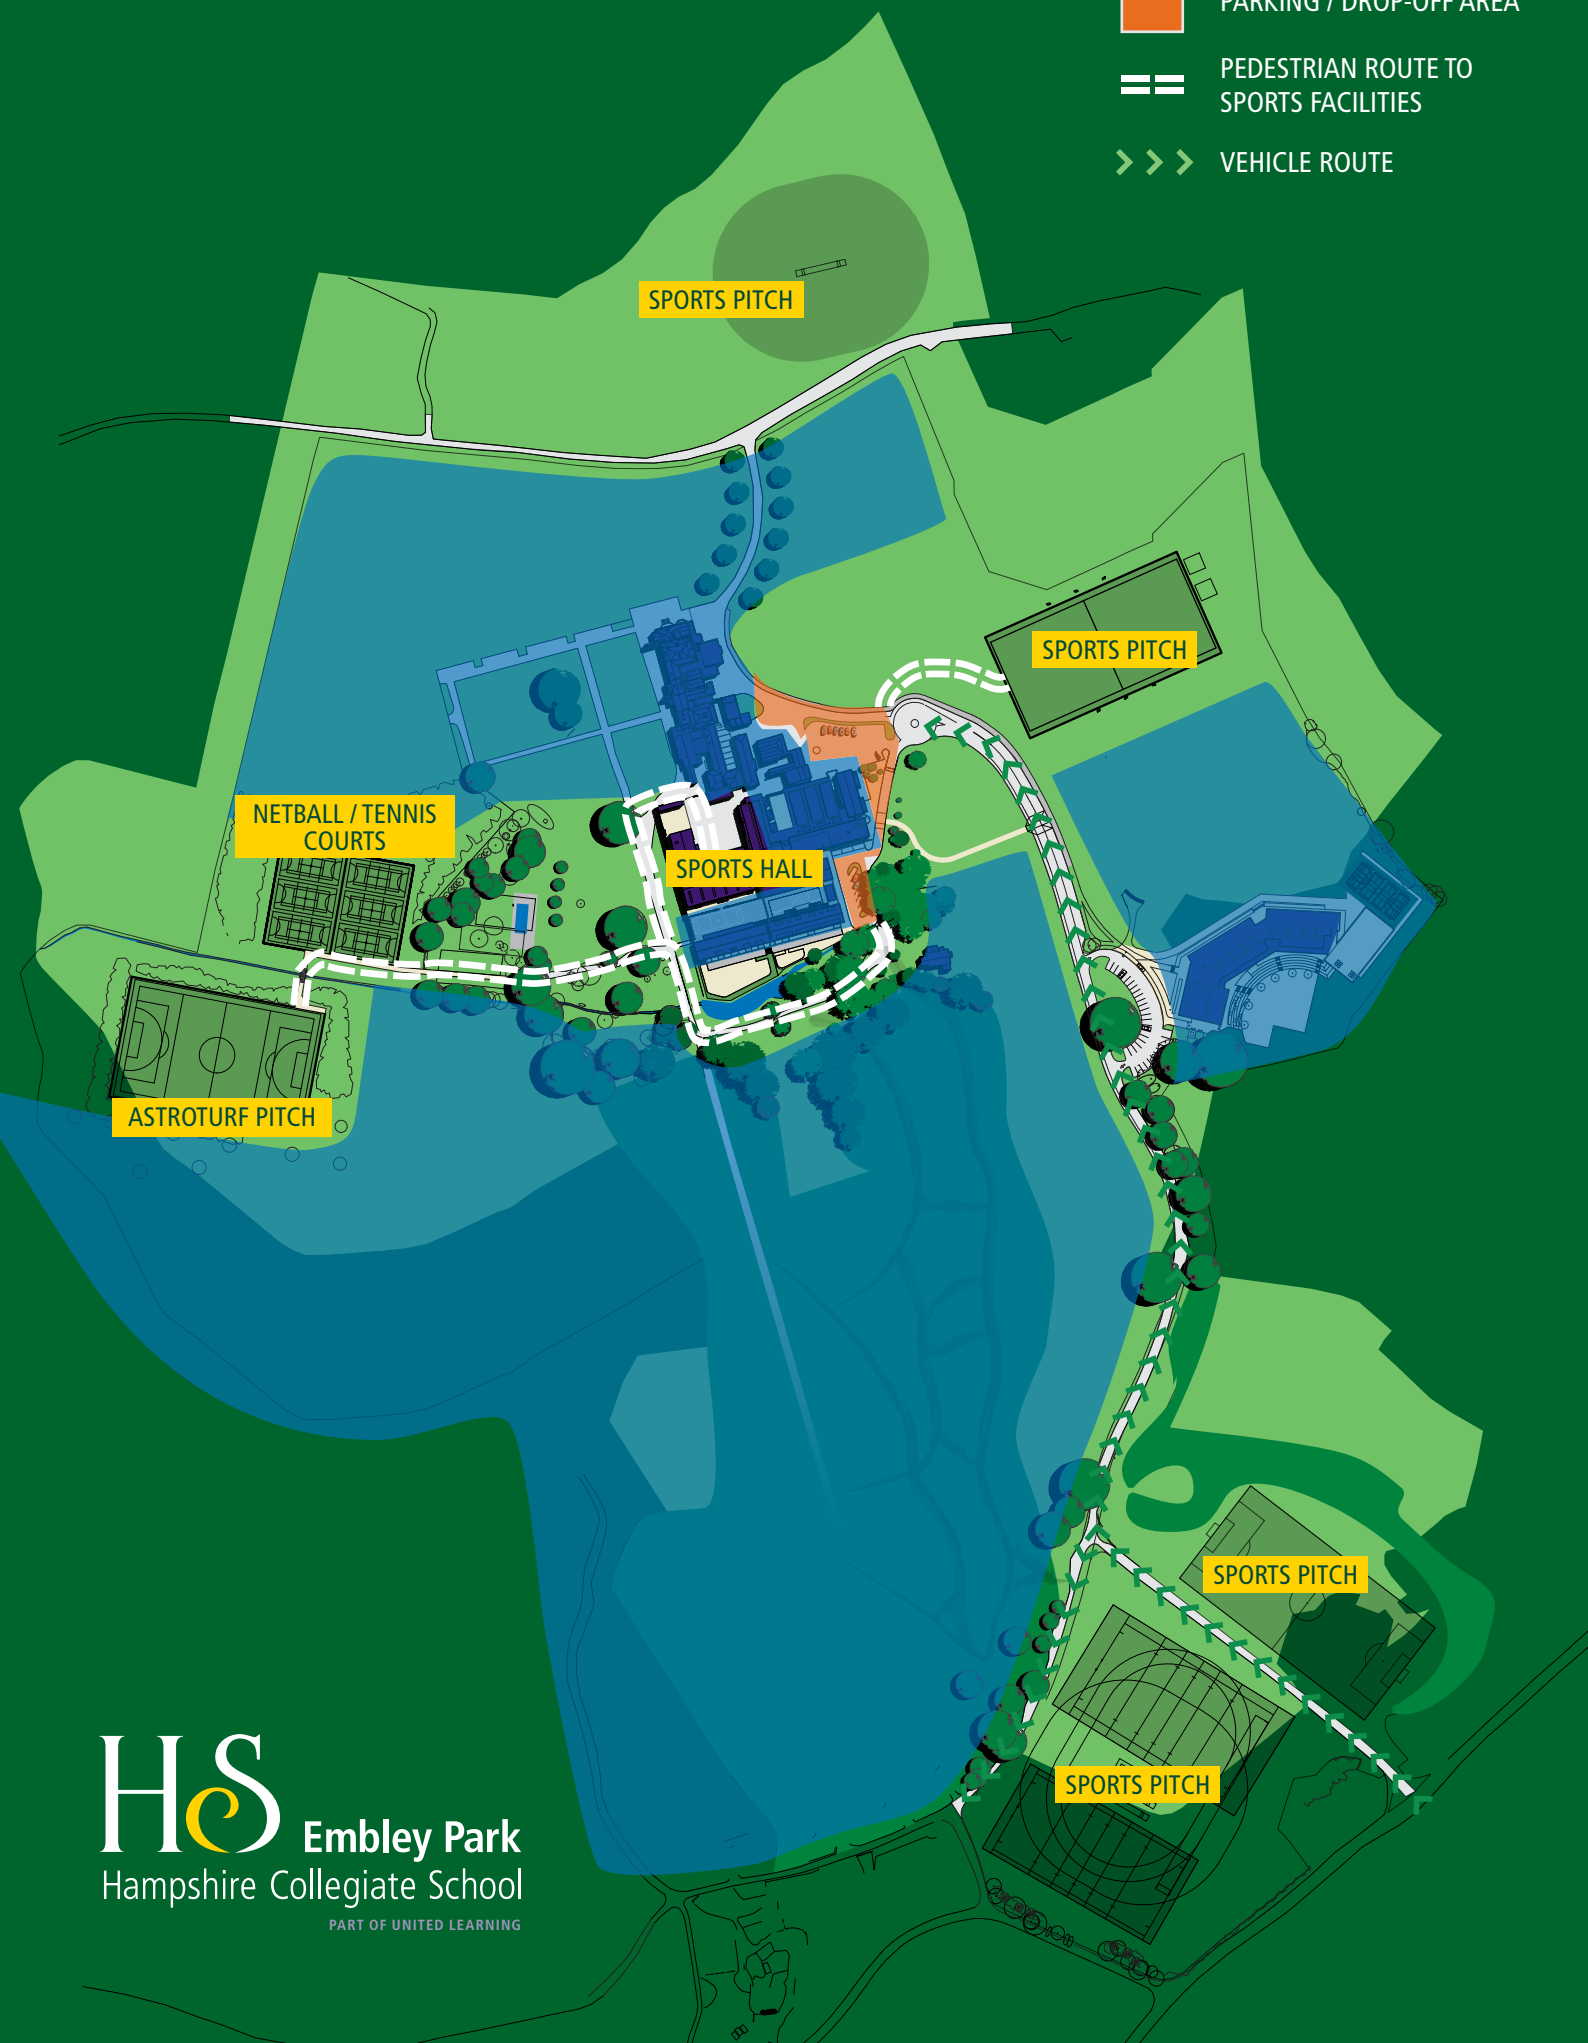 PARKING / DROP-OFF AREA
PEDESTRIAN ROUTE TO
SPORTS FACILITIES
VEHICLE ROUTE
SPORTS PITCH
SPORTS PITCH
NETBALL / TENNIS
COURTS
SPORTS HALL
ASTROTURF PITCH
SPORTS PITCH
SPORTS PITCH
HCS
Embley Park
Hampshire Collegiate School
PART OF UNITED LEARNING